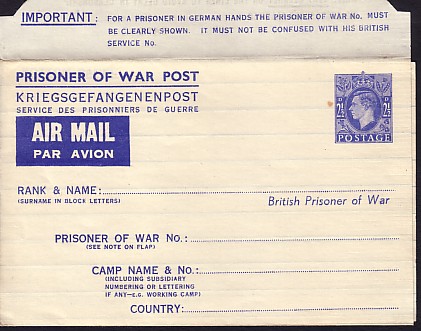 IMPORTANT: FOR A PRISONER IN GERMAN HANDS THE PRISONER OF WAR No. MUST
BE CLEARLY SHOWN. IT MUST NOT BE CONFUSED WITH HIS BRITISH
SERVICE No.
PRISONER OF WAR POST
KRIEGSGEFANGENENPOST
SERVICE DES PRISONNIERS DE GUERRE
AIR MAIL
PAR AVION
D 2½ D 2½
POSTAGE
RANK & NAME:
(SURNAME IN BLOCK LETTERS)
British Prisoner of War
PRISONER OF WAR No.:
(SEE NOTE ON FLAP)
CAMP NAME & No.:
(INCLUDING SUBSIDIARY
NUMBERING OR LETTERING
IF ANY—E.G. WORKING CAMP)
COUNTRY: